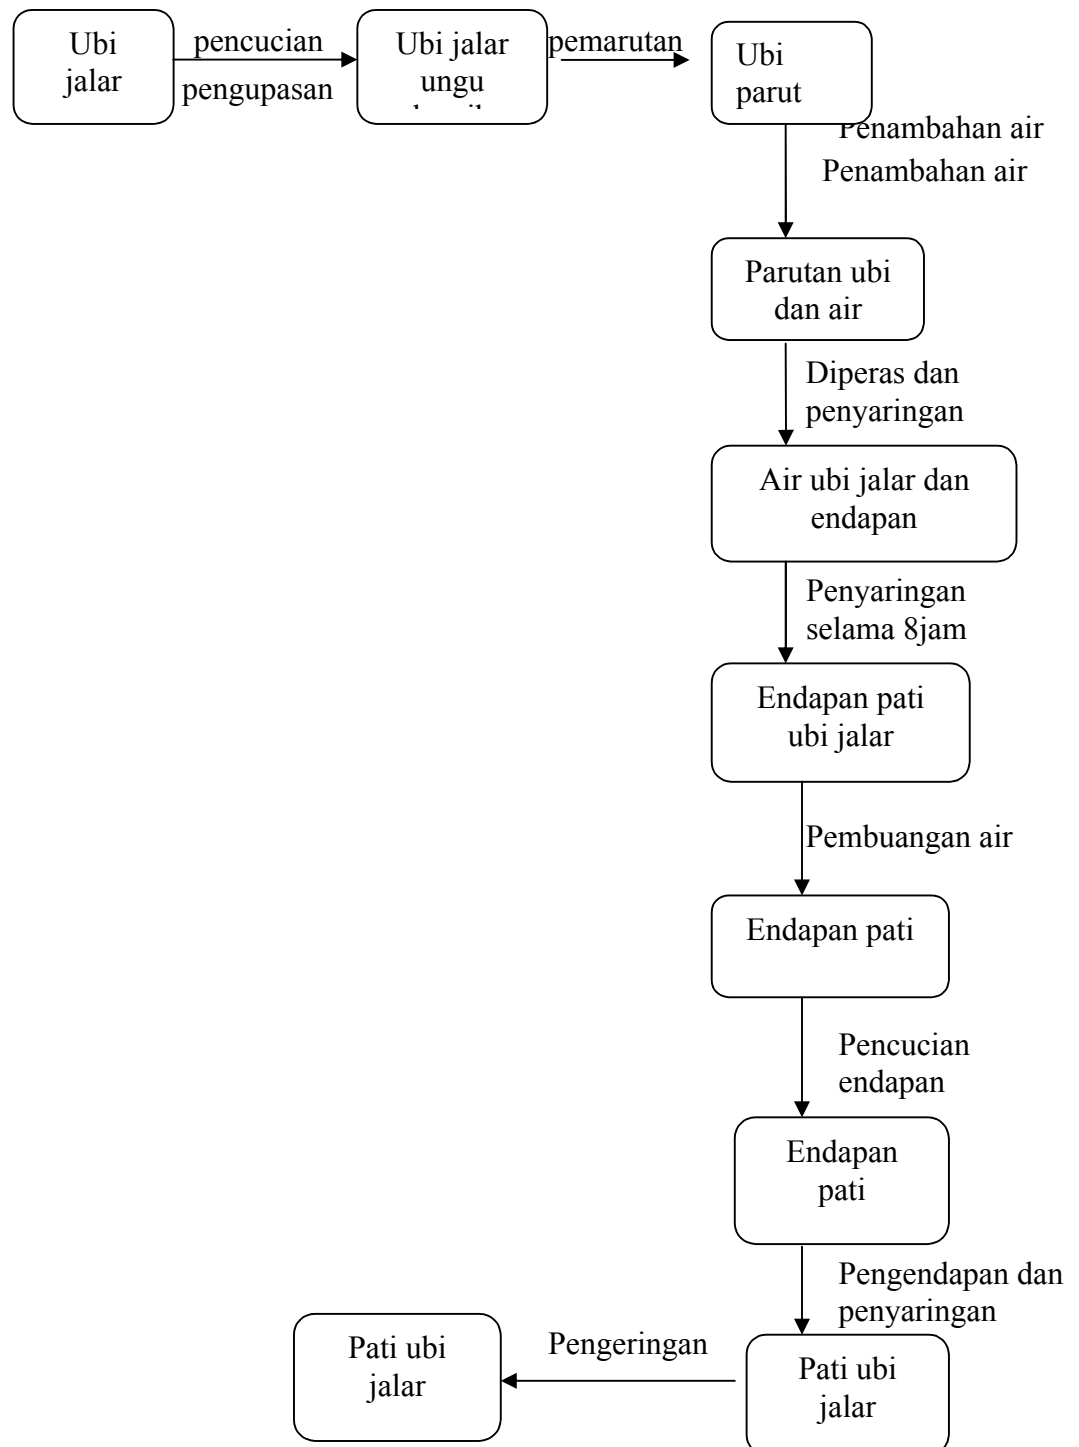 Ubi
jalar
pencucian
pengupasan
Ubi jalar
ungu
pemarutan
Ubi
parut
Penambahan air
Penambahan air
Parutan ubi
dan air
Diperas dan
penyaringan
Air ubi jalar dan
endapan
Penyaringan
selama 8jam
Endapan pati
ubi jalar
Pembuangan air
Endapan pati
Pencucian
endapan
Endapan
pati
Pengendapan dan
penyaringan
Pati ubi
jalar
Pengeringan
Pati ubi
jalar